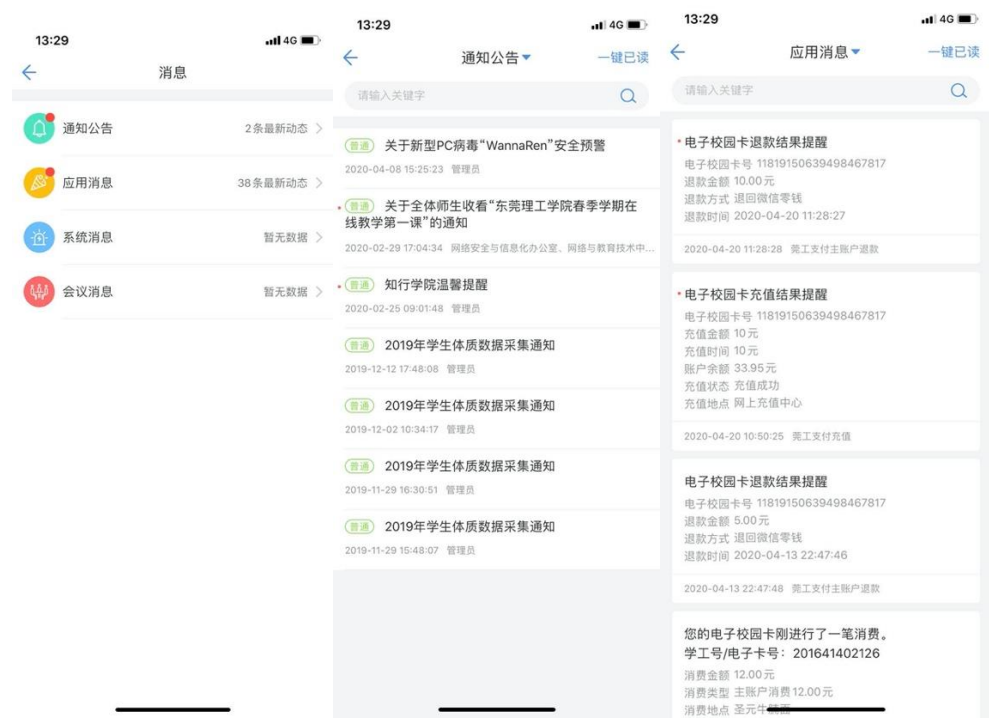 13:29
4G
消息
通知公告
2条最新动态
应用消息
38条最新动态
系统消息
暂无数据
会议消息
暂无数据
13:29
4G
通知公告
一键已读
请输入关键字
普通 关于新型PC病毒“WannaRen”安全预警
2020-04-08 15:25:23 管理员
普通 关于全体师生收看“东莞理工学院春季学期在
线教学第一课”的通知
2020-02-29 17:04:34 网络安全与信息化办公室、网络与教育技术中...
普通 知行学院温馨提醒
2020-02-25 09:01:48 管理员
普通 2019年学生体质数据采集通知
2019-12-12 17:48:08 管理员
普通 2019年学生体质数据采集通知
2019-12-02 10:34:17 管理员
普通 2019年学生体质数据采集通知
2019-11-29 16:30:51 管理员
普通 2019年学生体质数据采集通知
2019-11-29 15:48:07 管理员
13:29
4G
应用消息
一键已读
请输入关键字
电子校园卡退款结果提醒
电子校园卡号 11819150639498467817
退款金额 10.00元
退款方式 退回微信零钱
退款时间 2020-04-20 11:28:27
2020-04-20 11:28:28 莞工支付主账户退款
电子校园卡充值结果提醒
电子校园卡号 11819150639498467817
充值金额 10元
充值时间 10元
账户余额 33.95元
充值状态 充值成功
充值地点 网上充值中心
2020-04-20 10:50:25 莞工支付充值
电子校园卡退款结果提醒
电子校园卡号 11819150639498467817
退款金额 5.00元
退款方式 退回微信零钱
退款时间 2020-04-13 22:47:46
2020-04-13 22:47:48 莞工支付主账户退款
您的电子校园卡刚进行了一笔消费。
学工号/电子卡号：201641402126
消费金额 12.00元
消费类型 主账户消费12.00元
消费地点 圣元牛腩面